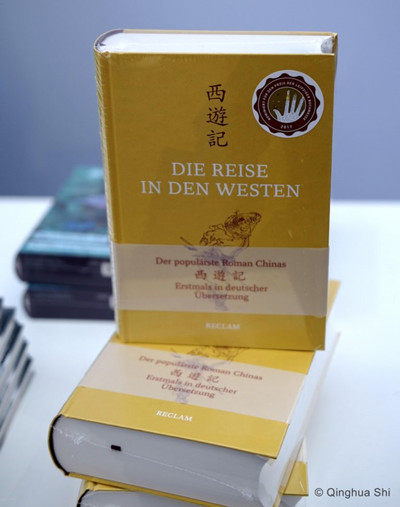 西
遊
記
DIE REISE
IN DEN WESTEN
Der populärste Roman Chinas
西遊記
Erstmals in deutscher
Übersetzung
RECLAM
Der populärste Roman Chinas
西遊記
Erstmals in deutscher
Übersetzung
RECLAM
© Qinghua Shi